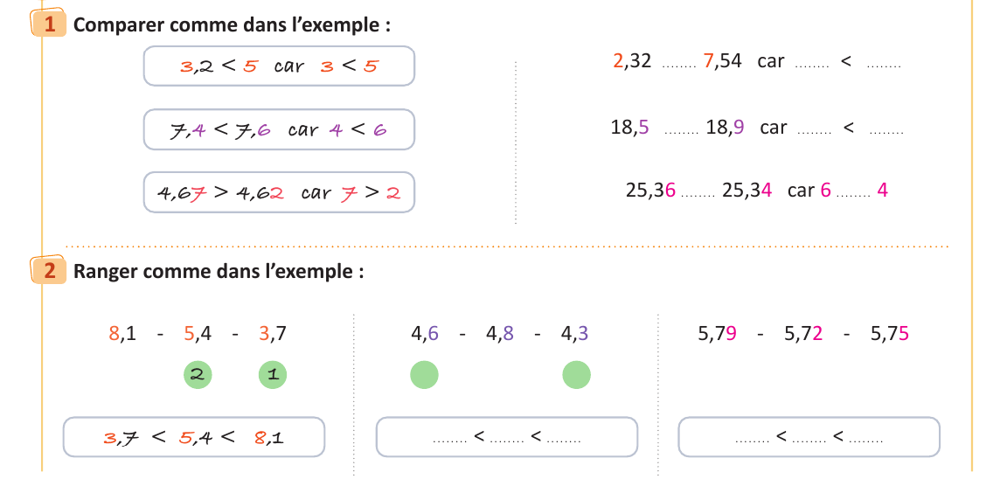 1 Comparer comme dans l’exemple :
3,2 < 5 car 3 < 5
2,32 ........ 7,54 car ........ < ........
7,4 < 7,6 car 4 < 6
18,5 ........ 18,9 car ........ < ........
4,67 > 4,62 car 7 > 2
25,36 ........ 25,34 car 6 ........ 4
2 Ranger comme dans l’exemple :
8,1 - 5,4 - 3,7
2 1
3,7 < 5,4 < 8,1
4,6 - 4,8 - 4,3
........ < ........ < ........
5,79 - 5,72 - 5,75
........ < ........ < ........